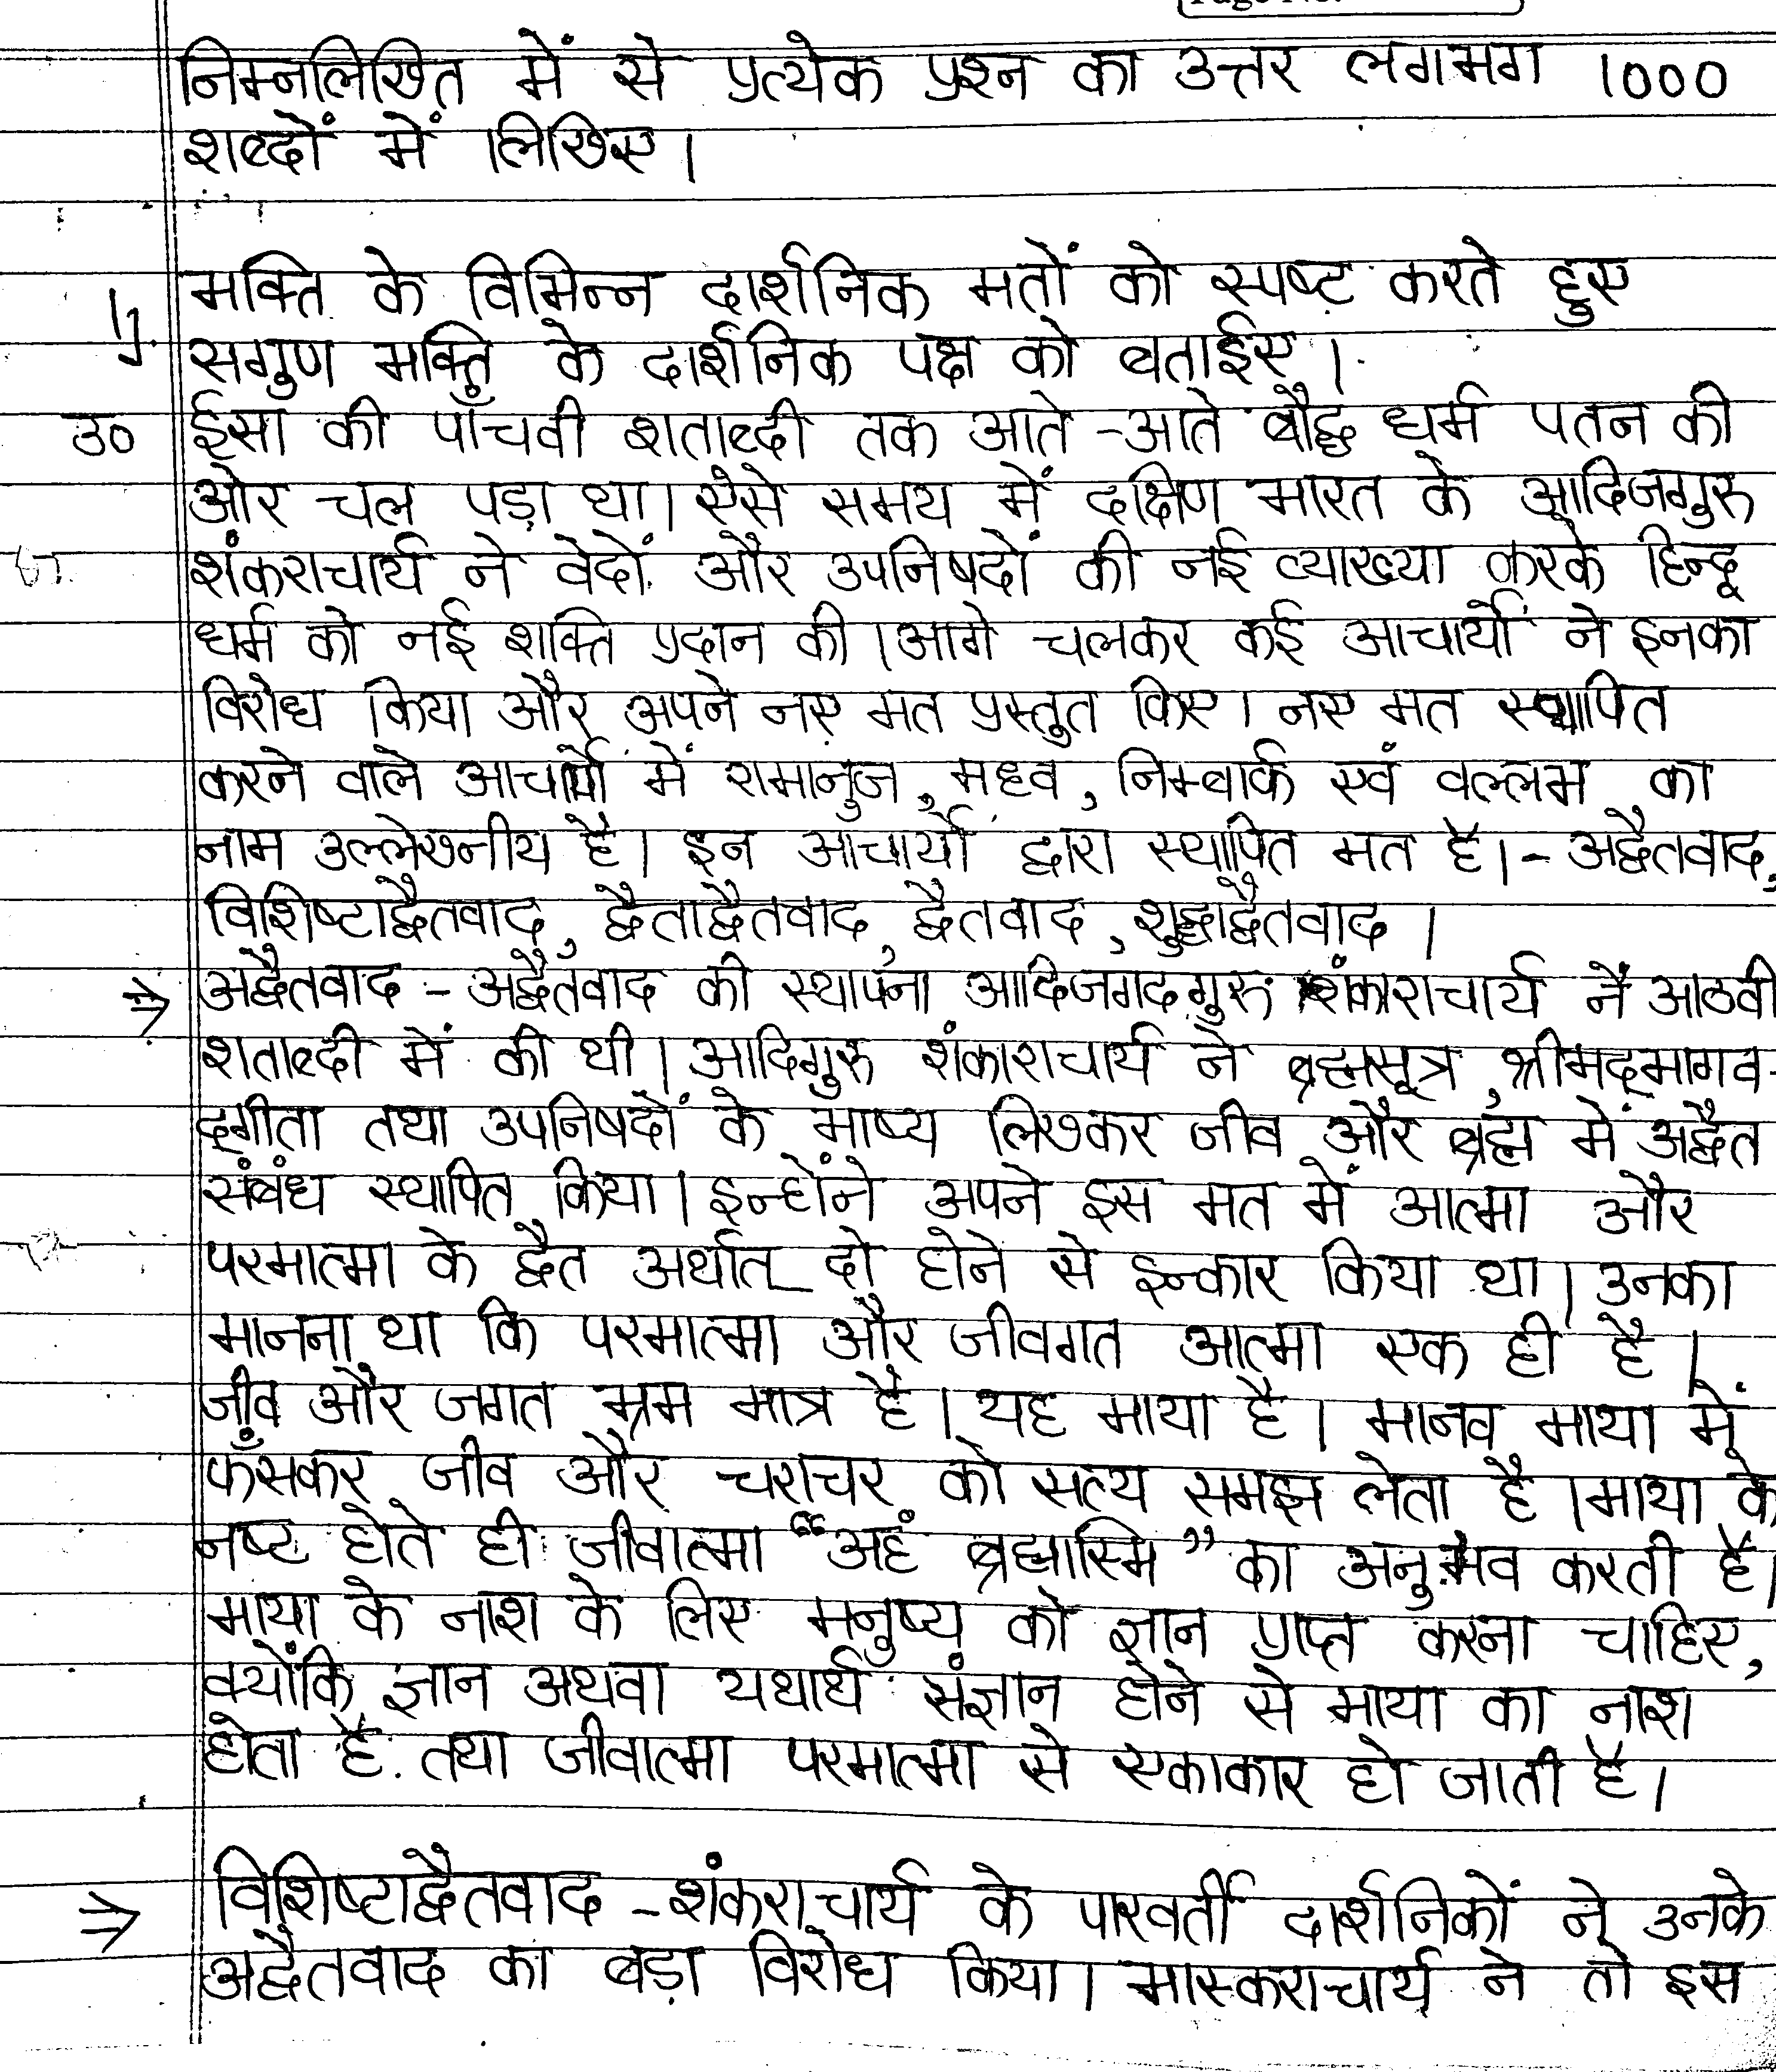 निम्नलिखित में से प्रत्येक प्रश्न का उत्तर लगभग 1000
शब्दों में लिखिए।
1). भक्ति के विभिन्न दार्शनिक मतों को स्पष्ट करते हुए
सगुण भक्ति के दार्शनिक पक्ष को बताईए।
उ० ईसा की पाँचवी शताब्दी तक आते-आते बौद्ध धर्म पतन की
ओर चल पड़ा था। ऐसे समय में दक्षिण भारत के आदिजगुरु
शंकराचार्य ने वेदों और उपनिषदों की नई व्याख्या करके हिन्दू
धर्म को नई शक्ति प्रदान की। आगे चलकर कई आचार्यों ने इनका
विरोध किया और अपने नए मत प्रस्तुत किए। नए मत स्थापित
करने वाले आचार्यो में रामानुज, मध्व, निम्बार्क एवं वल्लभ का
नाम उल्लेखनीय है। इन आचार्यों द्वारा स्थापित मत है।- अद्वैतवाद,
विशिष्टाद्वैतवाद, द्वैताद्वैतवाद, द्वैतवाद, शुद्धाद्वैतवाद।
⇒ अद्वैतवाद - अद्वैतवाद की स्थापना आदिजगदगुरु शंकाराचार्य नें आठवी
शताब्दी में की थी। आदिगुरु शंकाराचार्य ने ब्रह्मसूत्र, श्रीमद्भागव-
दगीता तथा उपनिषदों के भाष्य लिखकर जीव और ब्रह्म में अद्वैत
संबंध स्थापित किया। इन्होंने अपने इस मत में आत्मा और
परमात्मा के द्वैत अर्थात् दो होने से इन्कार किया था। उनका
मानना था कि परमात्मा और जीवगत आत्मा एक ही है।
जीव और जगत भ्रम मात्र है। यह माया है। मानव माया में
फँसकर जीव और चराचर को सत्य समझ लेता है। माया के
नष्ट होते ही जीवात्मा "अहं ब्रह्मास्मि" का अनुभव करती है।
माया के नाश के लिए मनुष्य को ज्ञान प्राप्त करना चाहिए,
क्योंकि ज्ञान अथवा यथार्थ संज्ञान होने से माया का नाश
होता है. तथा जीवात्मा परमात्मा से एकाकार हो जाती है।
⇒ विशिष्टाद्वैतवाद - शंकराचार्य के पारवर्ती दार्शनिकों ने उनके
अद्वैतवाद का बड़ा विरोध किया। भास्कराचार्य ने तो इस